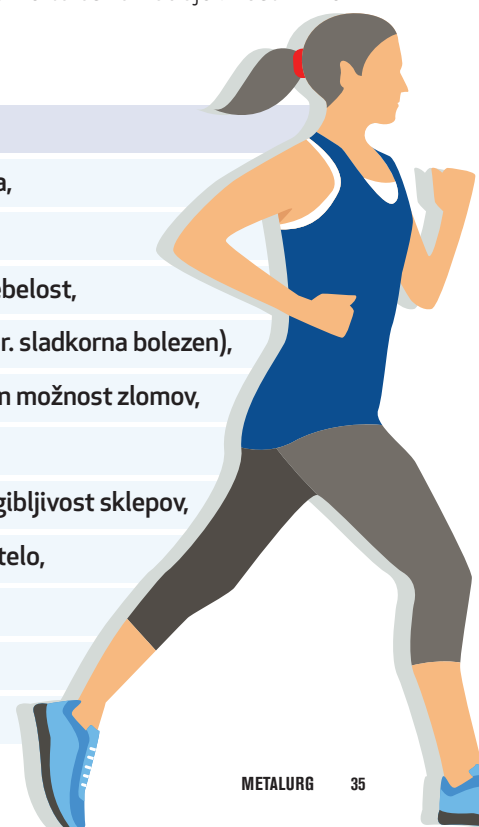 a,
ebelost,
r. sladkorna bolezen),
n možnost zlomov,
gibljivost sklepov,
telo,
METALURG 35